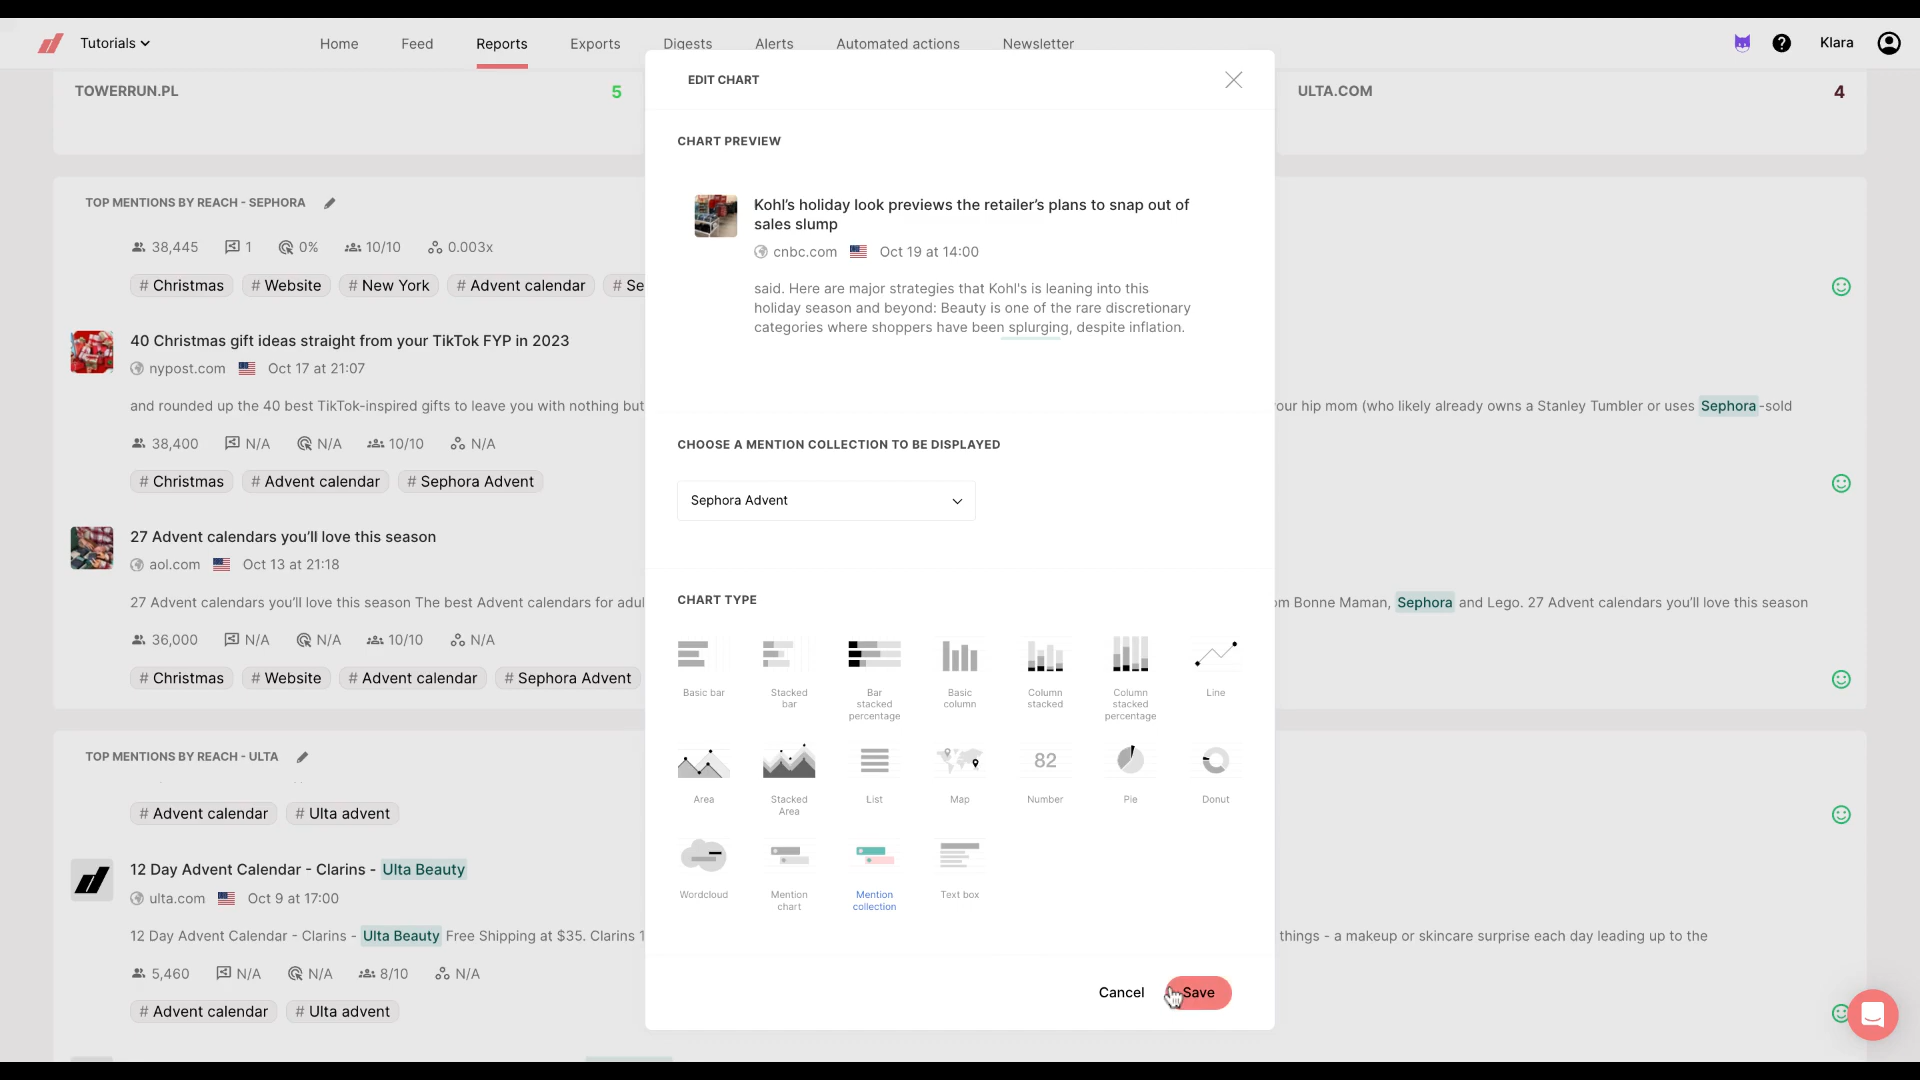 Tutorials
Home
Feed
Reports
Exports
Digests
Alerts
Automated actions
Newsletter
Klara
TOWERRUN.PL 5
ULTA.COM 4
TOP MENTIONS BY REACH - SEPHORA
38,445 1 0% 10/10 0.003x
# Christmas # Website # New York # Advent calendar # Se
40 Christmas gift ideas straight from your TikTok FYP in 2023
nypost.com Oct 17 at 21:07
and rounded up the 40 best TikTok-inspired gifts to leave you with nothing but
our hip mom (who likely already owns a Stanley Tumbler or uses Sephora-sold
38,400 N/A N/A 10/10 N/A
# Christmas # Advent calendar # Sephora Advent
27 Advent calendars you'll love this season
aol.com Oct 13 at 21:18
27 Advent calendars you'll love this season The best Advent calendars for adul
om Bonne Maman, Sephora and Lego. 27 Advent calendars you'll love this season
36,000 N/A N/A 10/10 N/A
# Christmas # Website # Advent calendar # Sephora Advent
TOP MENTIONS BY REACH - ULTA
# Advent calendar # Ulta advent
12 Day Advent Calendar - Clarins - Ulta Beauty
ulta.com Oct 9 at 17:00
12 Day Advent Calendar - Clarins - Ulta Beauty Free Shipping at $35. Clarins 1
things - a makeup or skincare surprise each day leading up to the
5,460 N/A N/A 8/10 N/A
# Advent calendar # Ulta advent
EDIT CHART
CHART PREVIEW
Kohl's holiday look previews the retailer's plans to snap out of
sales slump
cnbc.com Oct 19 at 14:00
said. Here are major strategies that Kohl's is leaning into this
holiday season and beyond: Beauty is one of the rare discretionary
categories where shoppers have been splurging, despite inflation.
CHOOSE A MENTION COLLECTION TO BE DISPLAYED
Sephora Advent
CHART TYPE
Basic bar
Stacked
bar
Bar
stacked
percentage
Basic
column
Column
stacked
Column
stacked
percentage
Line
Area
Stacked
Area
List
Map
82
Number
Pie
Donut
Wordcloud
Mention
chart
Mention
collection
Text box
Cancel
Save